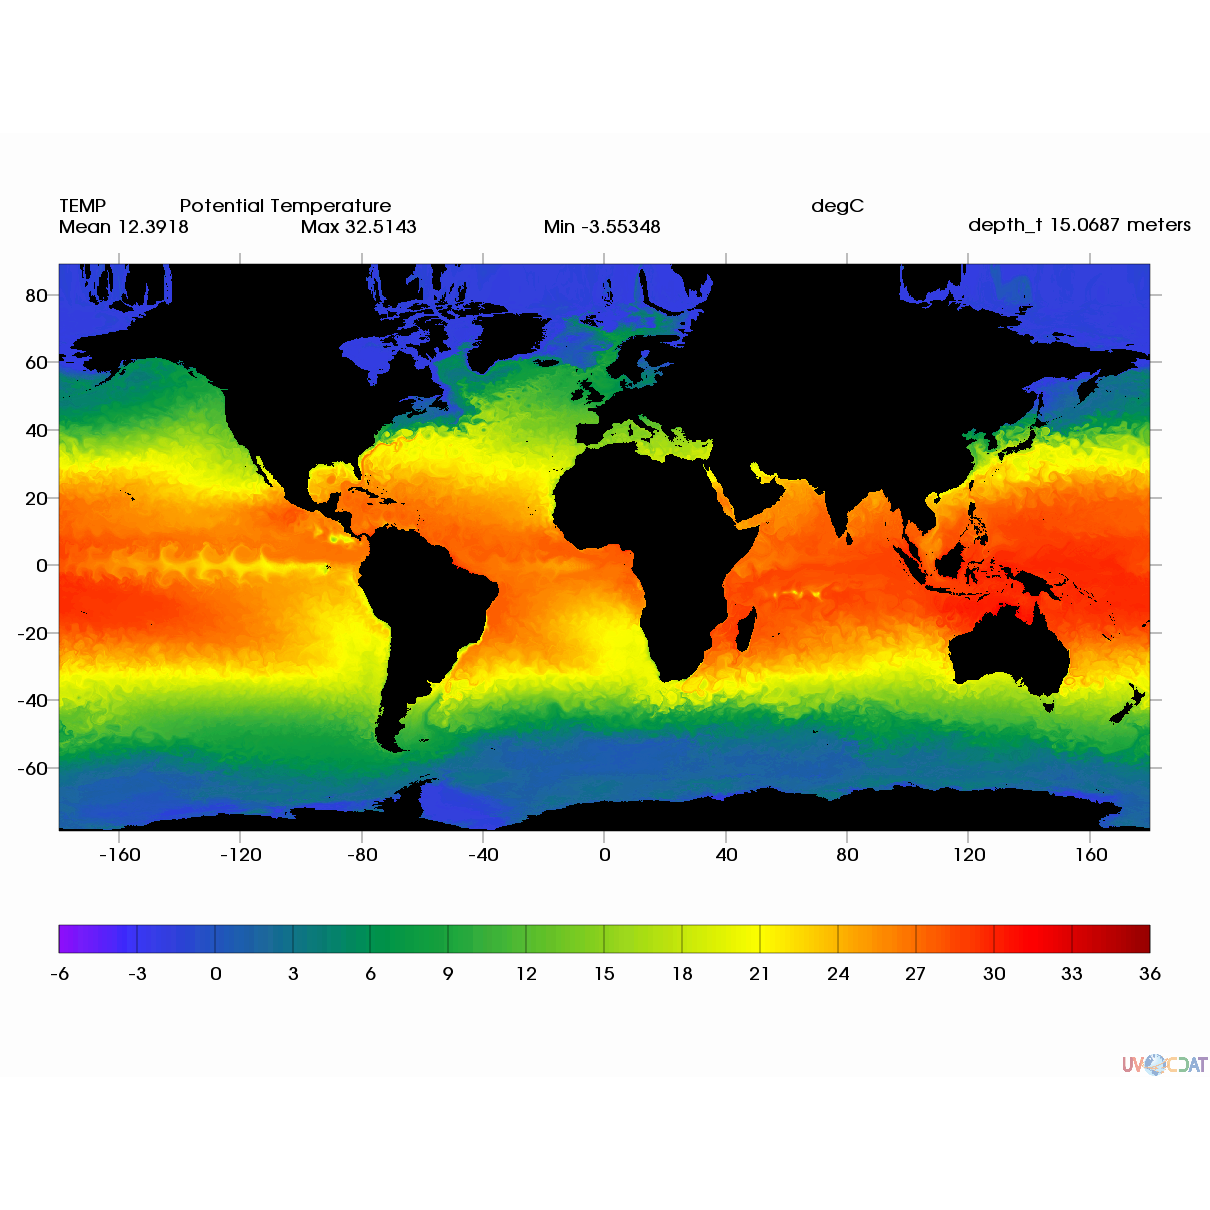 TEMP Potential Temperature degC
Mean 12.3918 Max 32.5143 Min -3.55348 depth_t 15.0687 meters
80
60
40
20
0
-20
-40
-60
-160 -120 -80 -40 0 40 80 120 160
-6 -3 0 3 6 9 12 15 18 21 24 27 30 33 36
UV CDAT